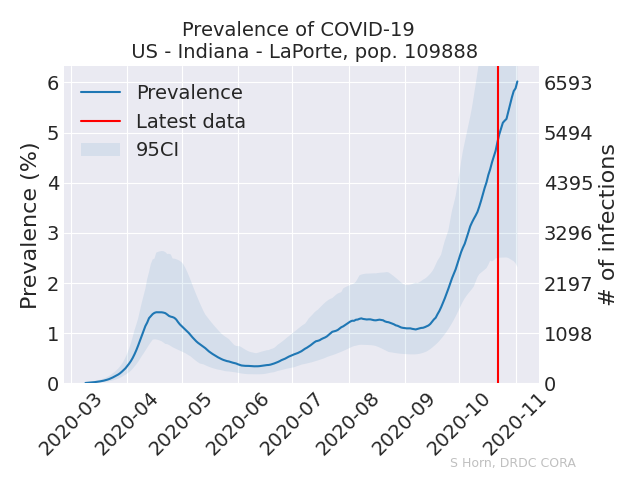 Prevalence of COVID-19
US - Indiana - LaPorte, pop. 109888
Prevalence
Latest data
95CI
Prevalence (%)
6
5
4
3
2
1
0
6593
5494
4395
3296
2197
1098
0
# of infections
2020-03
2020-04
2020-05
2020-06
2020-07
2020-08
2020-09
2020-10
2020-11
S Horn, DRDC CORA